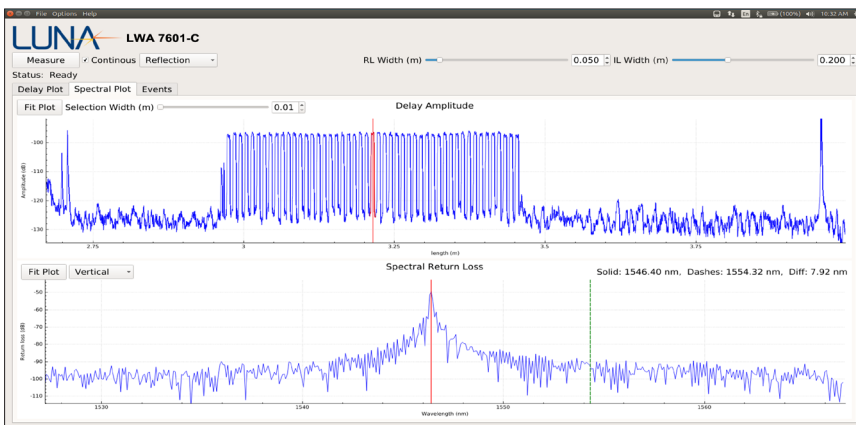 File Options Help
En (100%) 10:32 AM
LUNA LWA 7601-C
Measure Continous Reflection RL Width (m) 0.050 IL Width (m) 0.200
Status: Ready
Delay Plot Spectral Plot Events
Fit Plot Selection Width (m) 0.01 Delay Amplitude
Amplitude (dB)
-100
-110
-120
-130
2.75 3 3.25 3.5 3.75
length (m)
Fit Plot Vertical Spectral Return Loss Solid: 1546.40 nm, Dashes: 1554.32 nm, Diff: 7.92 nm
Return loss (dB)
-50
-60
-70
-80
-90
-100
-110
1530 1540 1550 1560
Wavelength (nm)